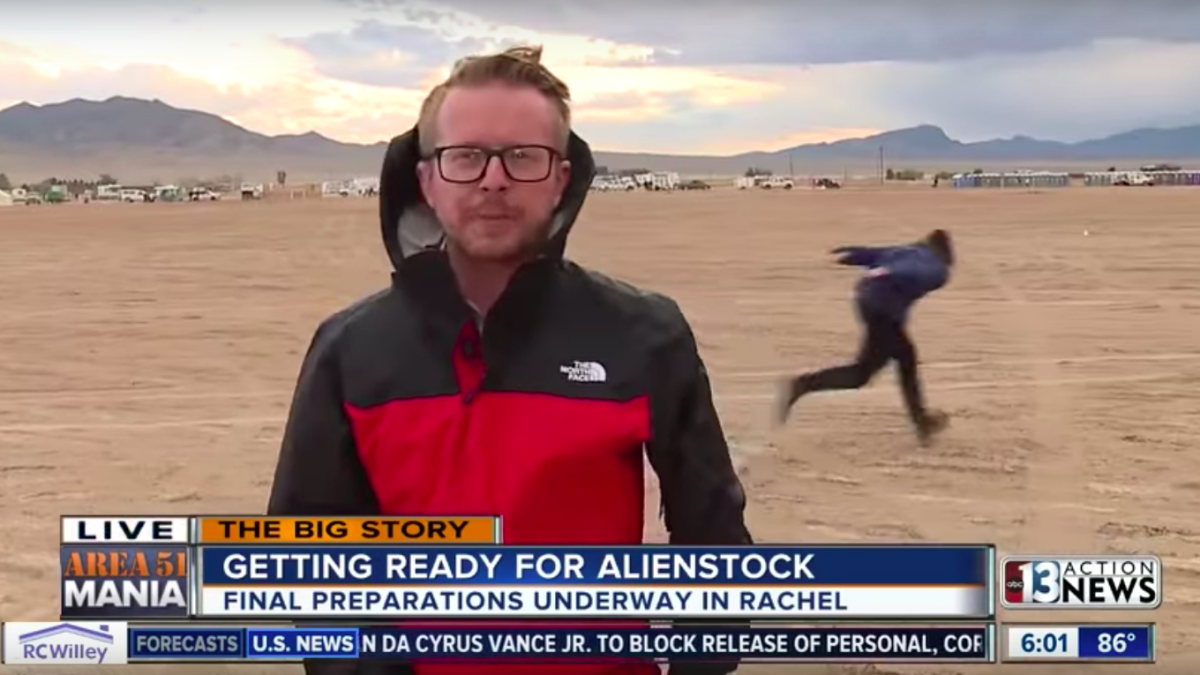 THE
NORTH
FACE
LIVE
THE BIG STORY
AREA 51
MANIA
GETTING READY FOR ALIENSTOCK
FINAL PREPARATIONS UNDERWAY IN RACHEL
abc 13 ACTION
NEWS
RCWilley
FORECASTS U.S. NEWS N DA CYRUS VANCE JR. TO BLOCK RELEASE OF PERSONAL, COR
6:01 86°